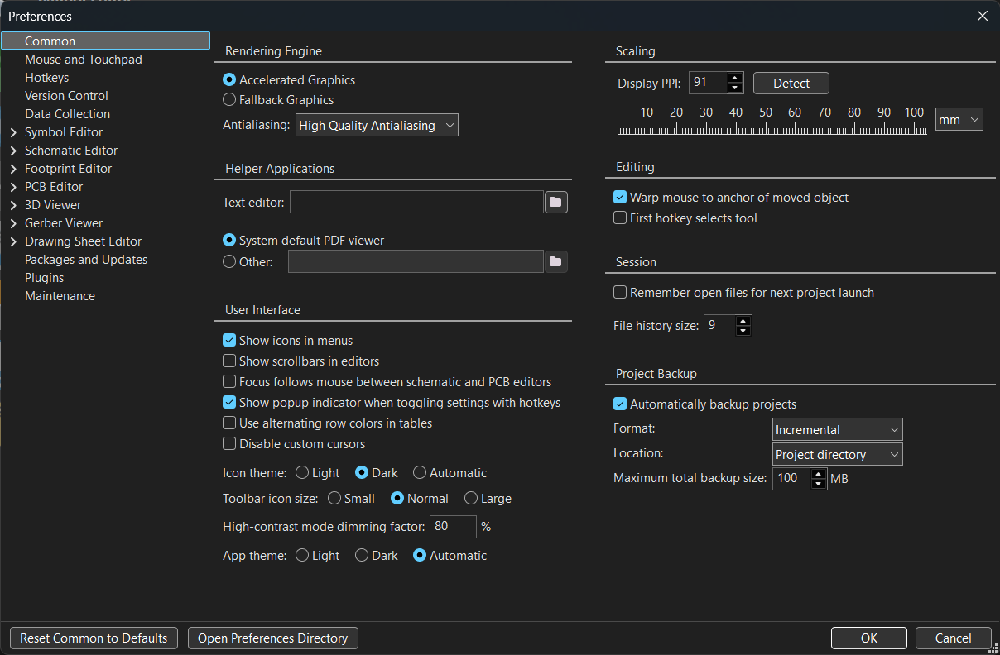 Preferences
Common
Mouse and Touchpad
Hotkeys
Version Control
Data Collection
Symbol Editor
Schematic Editor
Footprint Editor
PCB Editor
3D Viewer
Gerber Viewer
Drawing Sheet Editor
Packages and Updates
Plugins
Maintenance
Rendering Engine
Accelerated Graphics
Fallback Graphics
Antialiasing: High Quality Antialiasing
Helper Applications
Text editor:
System default PDF viewer
Other:
User Interface
Show icons in menus
Show scrollbars in editors
Focus follows mouse between schematic and PCB editors
Show popup indicator when toggling settings with hotkeys
Use alternating row colors in tables
Disable custom cursors
Icon theme: Light Dark Automatic
Toolbar icon size: Small Normal Large
High-contrast mode dimming factor: 80 %
App theme: Light Dark Automatic
Scaling
Display PPI: 91 Detect
10 20 30 40 50 60 70 80 90 100 mm
Editing
Warp mouse to anchor of moved object
First hotkey selects tool
Session
Remember open files for next project launch
File history size: 9
Project Backup
Automatically backup projects
Format: Incremental
Location: Project directory
Maximum total backup size: 100 MB
Reset Common to Defaults Open Preferences Directory OK Cancel